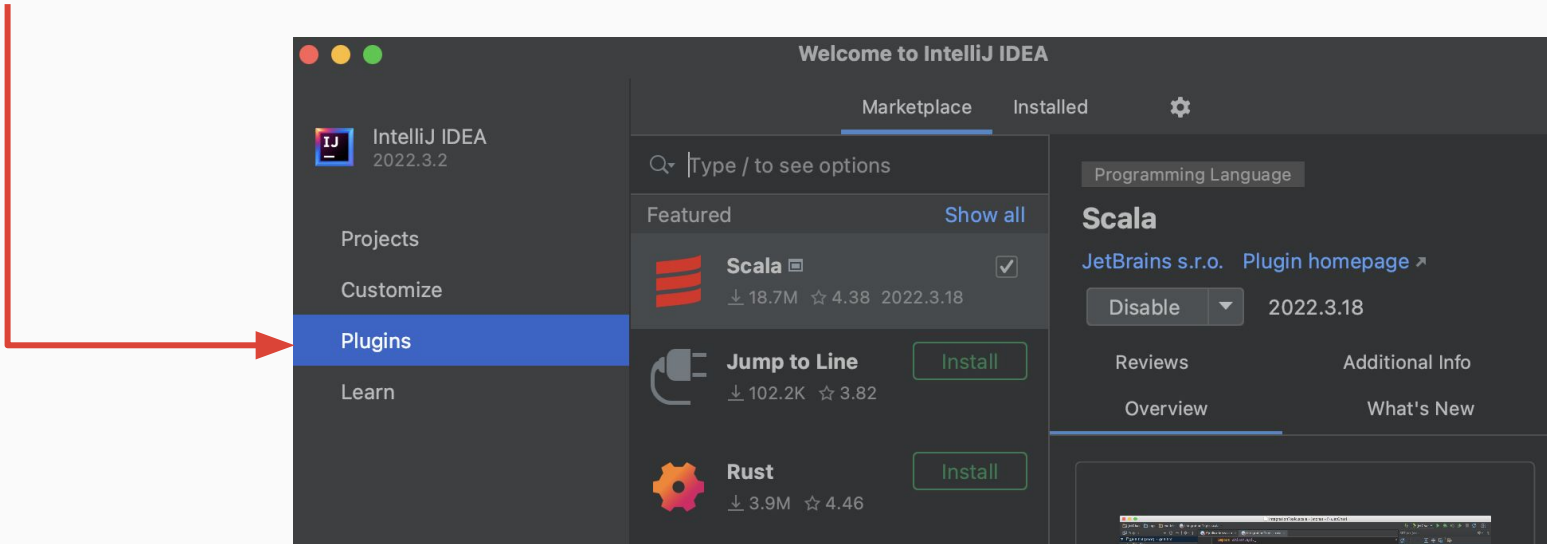 Welcome to IntelliJ IDEA
IJ
IntelliJ IDEA
2022.3.2
Projects
Customize
Plugins
Learn
Marketplace Installed
Type / to see options
Featured Show all
Scala
18.7M 4.38 2022.3.18
Jump to Line Install
102.2K 3.82
Rust Install
3.9M 4.46
Programming Language
Scala
JetBrains s.r.o. Plugin homepage
Disable 2022.3.18
Reviews Additional Info
Overview What's New